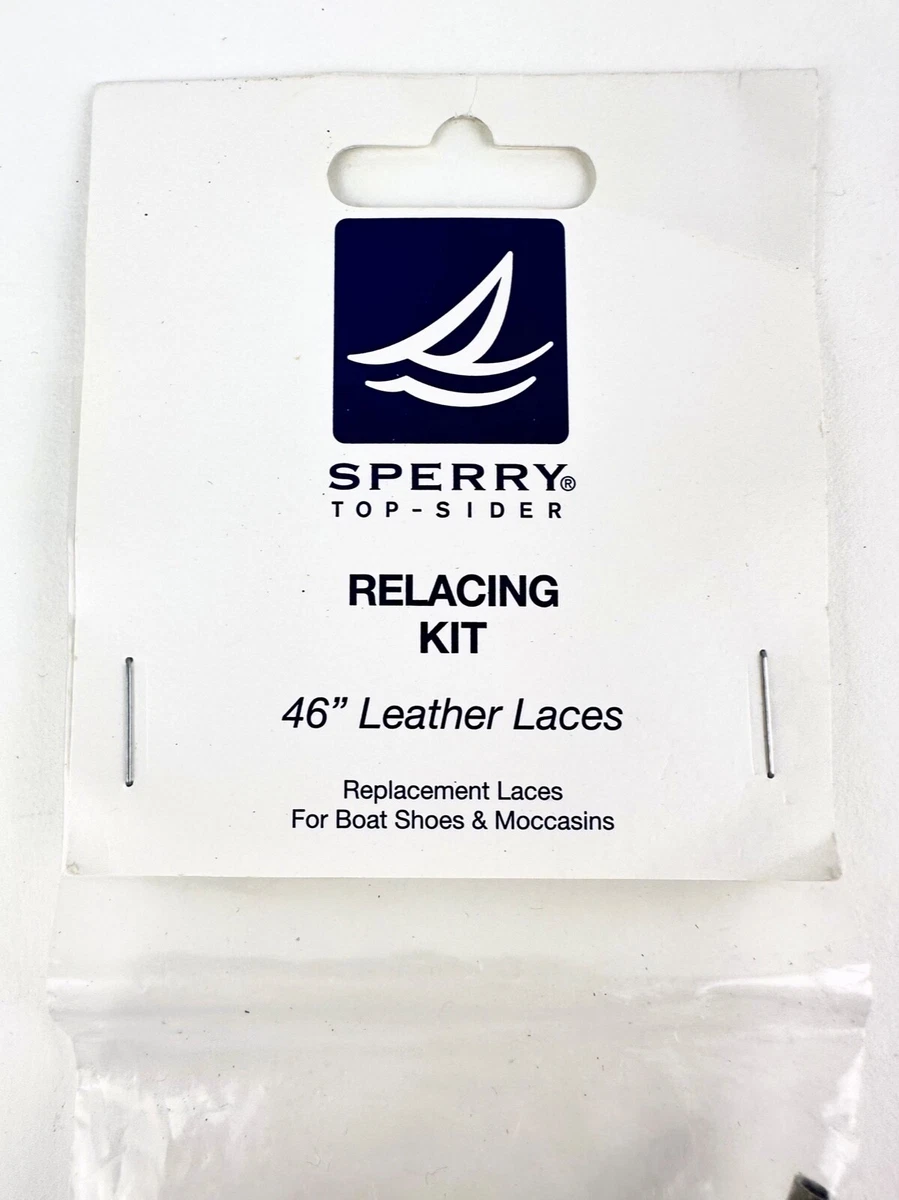 SPERRY®
TOP-SIDER
RELACING
KIT
46” Leather Laces
Replacement Laces
For Boat Shoes & Moccasins